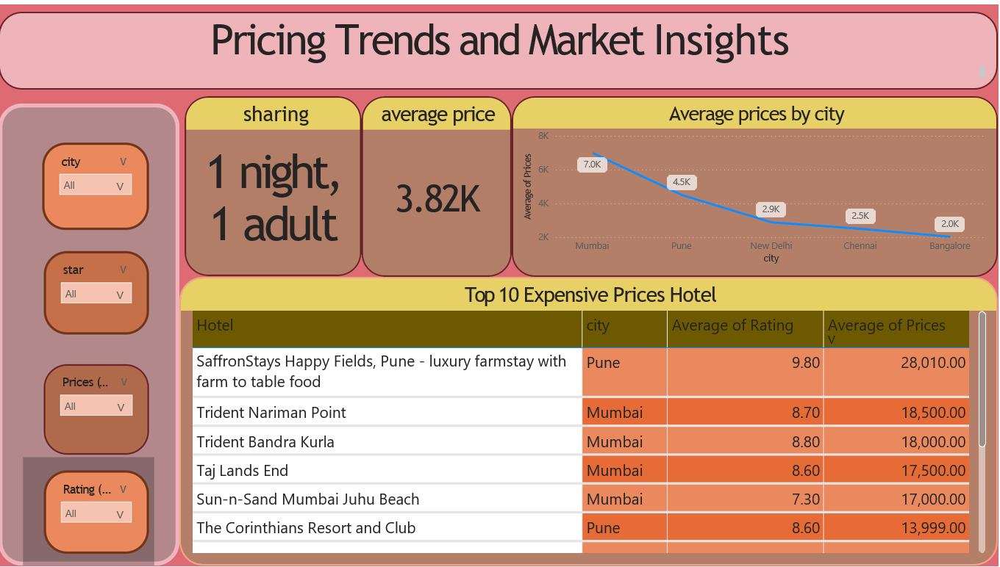 Pricing Trends and Market Insights
city
All
star
All
Prices (...
All
Rating (...
All
sharing
1 night,
1 adult
average price
3.82K
Average prices by city
Average of Prices
8K
6K
4K
2K
7.0K
4.5K
2.9K
2.5K
2.0K
Mumbai Pune New Delhi Chennai Bangalore
city
Top 10 Expensive Prices Hotel
Hotel city Average of Rating Average of Prices
SaffronStays Happy Fields, Pune - luxury farmstay with
farm to table food Pune 9.80 28,010.00
Trident Nariman Point Mumbai 8.70 18,500.00
Trident Bandra Kurla Mumbai 8.80 18,000.00
Taj Lands End Mumbai 8.60 17,500.00
Sun-n-Sand Mumbai Juhu Beach Mumbai 7.30 17,000.00
The Corinthians Resort and Club Pune 8.60 13,999.00